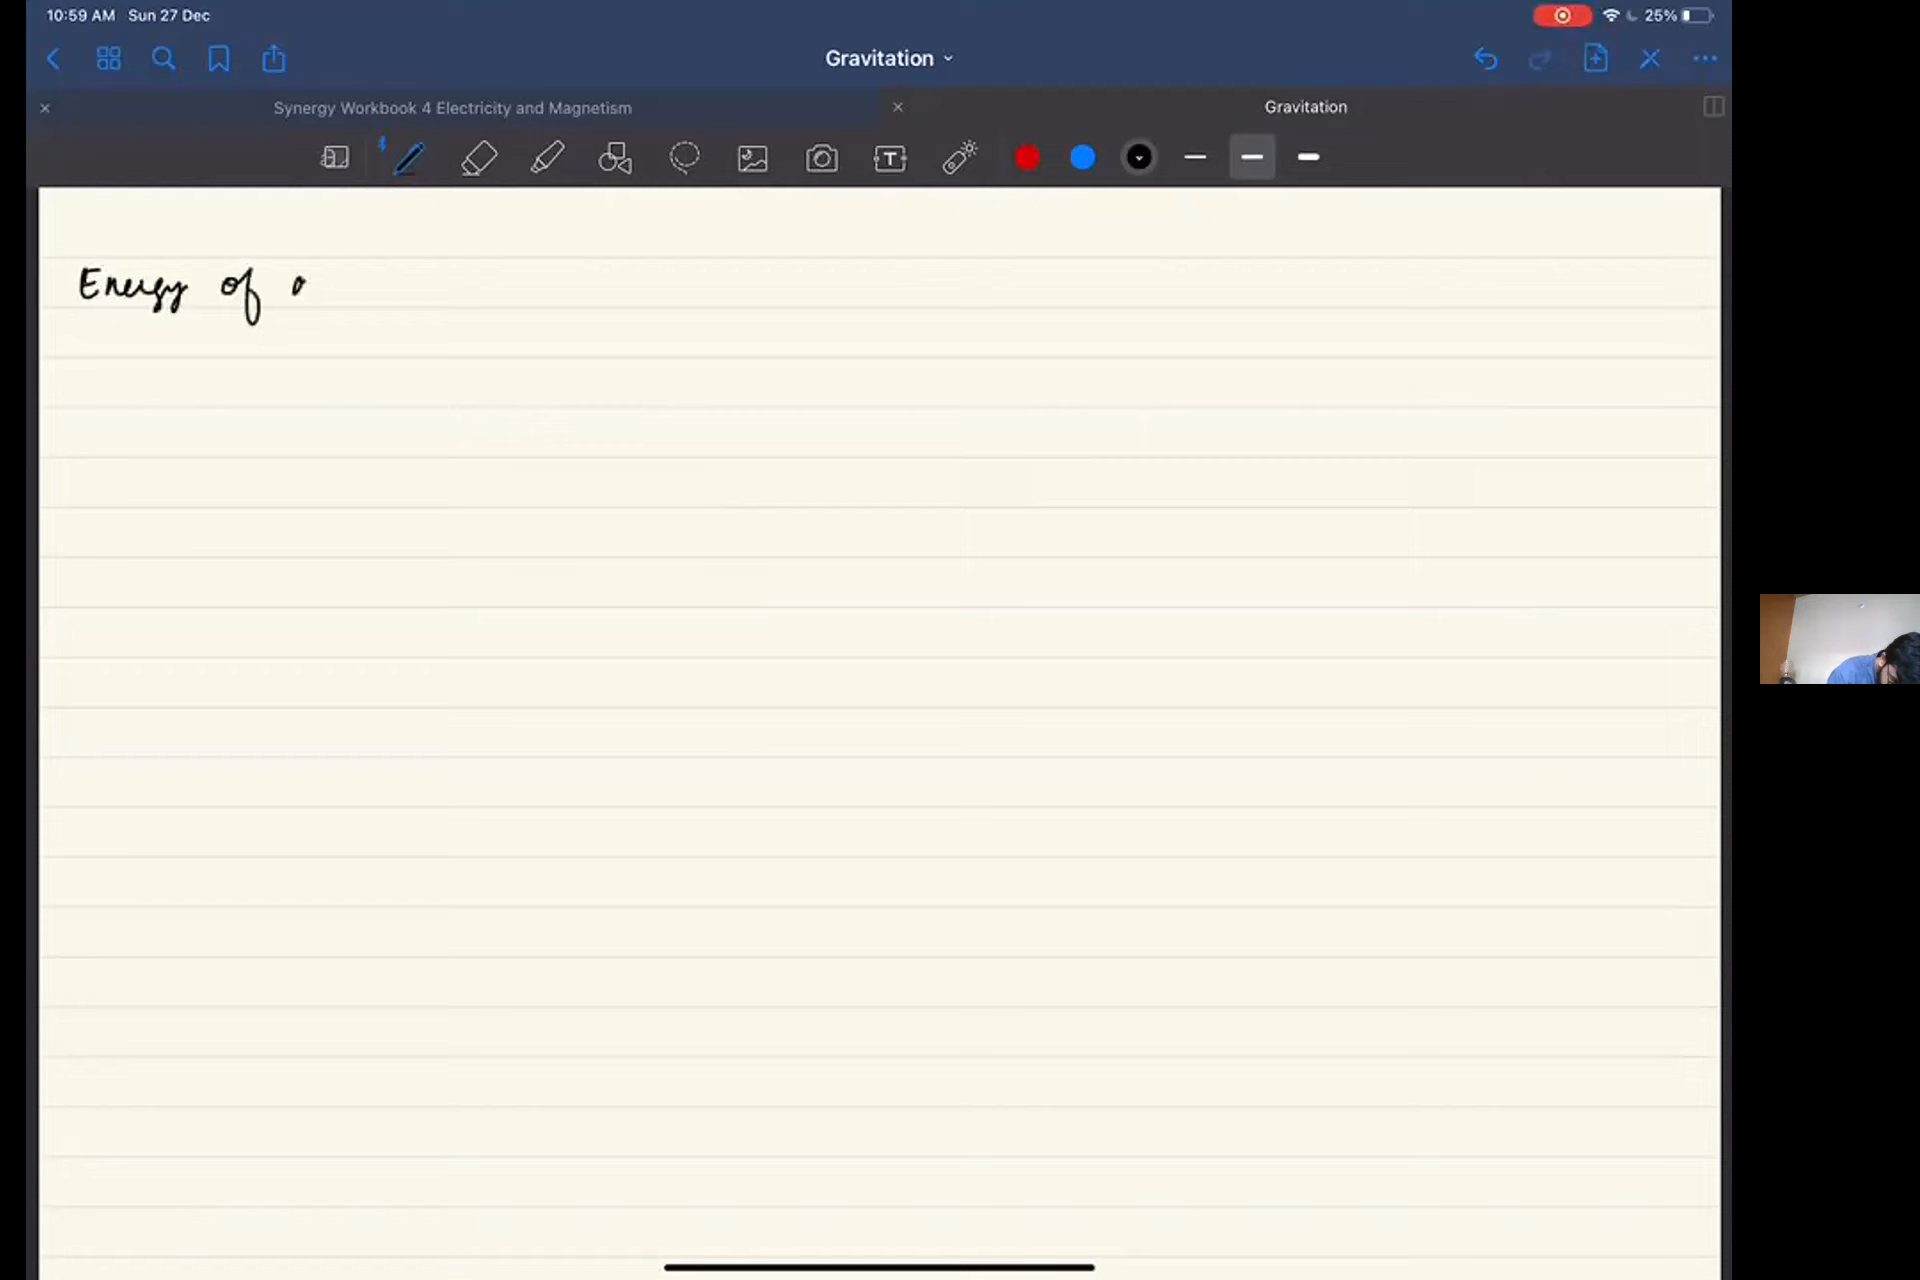 10:59 AM Sun 27 Dec
25%
Gravitation
Synergy Workbook 4 Electricity and Magnetism
Gravitation
T
Energy of a